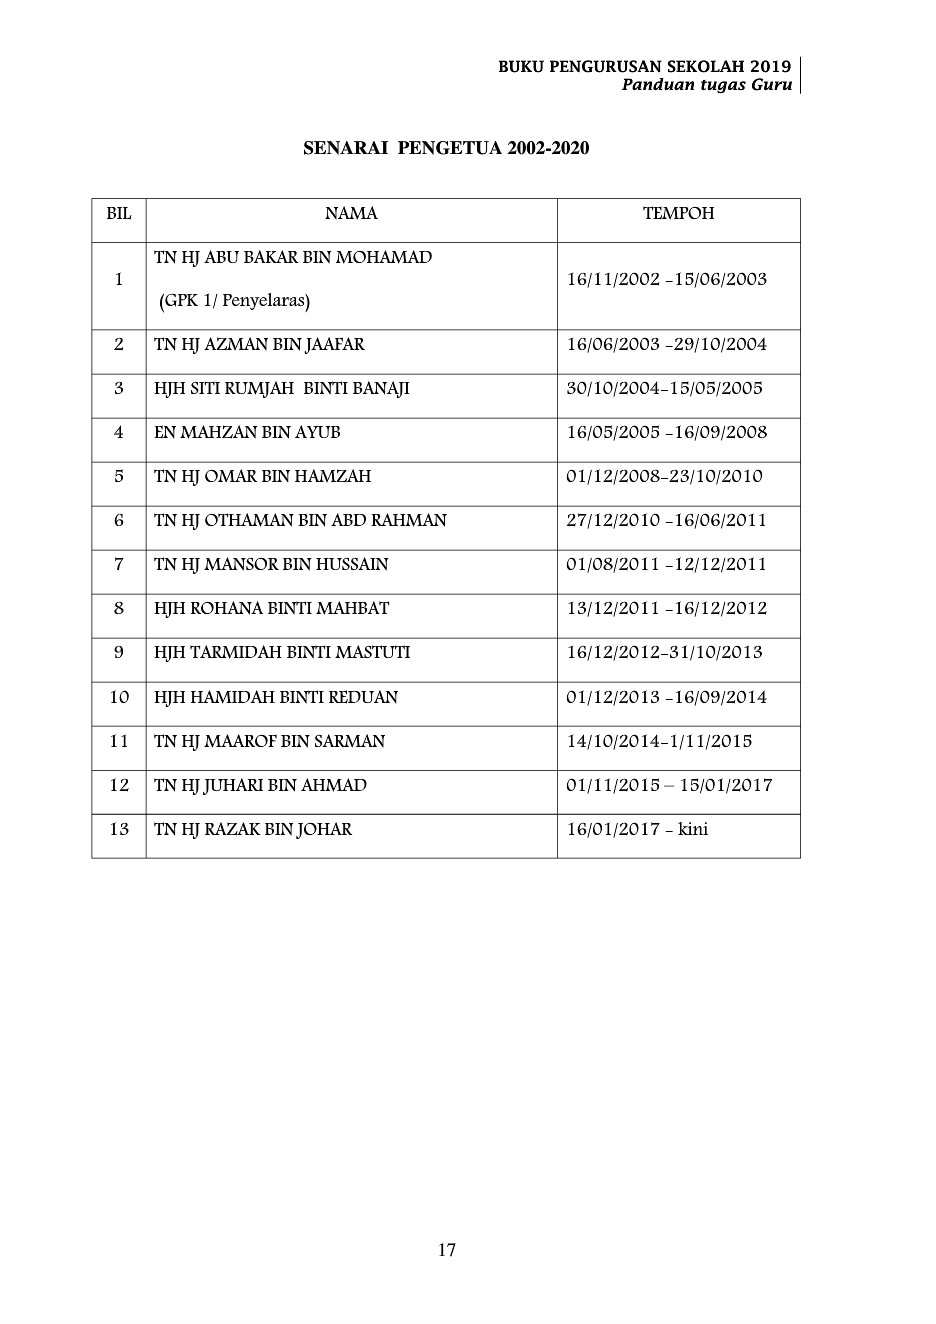 BUKU PENGURUSAN SEKOLAH 2019
Panduan tugas Guru
SENARAI  PENGETUA 2002-2020
BIL NAMA TEMPOH
1 TN HJ ABU BAKAR BIN MOHAMAD 16/11/2002 -15/06/2003
(GPK 1/ Penyelaras)
2 TN HJ AZMAN BIN JAAFAR 16/06/2003 -29/10/2004
3 HJH SITI RUMJAH  BINTI BANAJI 30/10/2004-15/05/2005
4 EN MAHZAN BIN AYUB 16/05/2005 -16/09/2008
5 TN HJ OMAR BIN HAMZAH 01/12/2008-23/10/2010
6 TN HJ OTHAMAN BIN ABD RAHMAN 27/12/2010 -16/06/2011
7 TN HJ MANSOR BIN HUSSAIN 01/08/2011 -12/12/2011
8 HJH ROHANA BINTI MAHBAT 13/12/2011 -16/12/2012
9 HJH TARMIDAH BINTI MASTUTI 16/12/2012-31/10/2013
10 HJH HAMIDAH BINTI REDUAN 01/12/2013 -16/09/2014
11 TN HJ MAAROF BIN SARMAN 14/10/2014-1/11/2015
12 TN HJ JUHARI BIN AHMAD 01/11/2015 – 15/01/2017
13 TN HJ RAZAK BIN JOHAR 16/01/2017 - kini
17